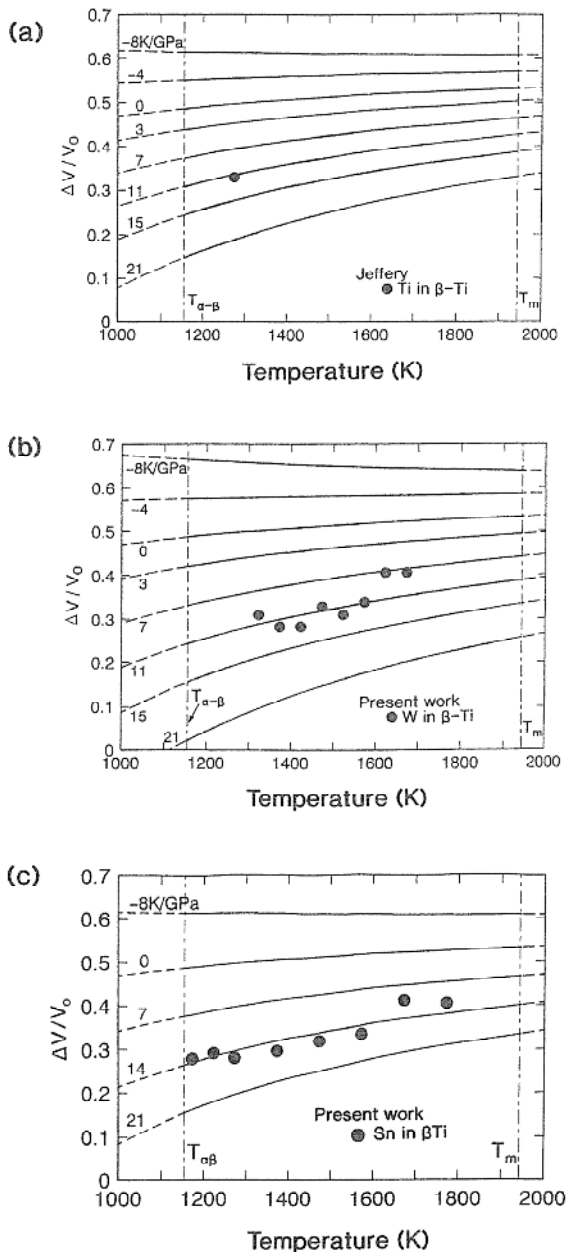 (a)
0.7
-8K/GPa
0.6
-4
0.5
0
ΔV/V₀
0.4
3
7
0.3
11
0.2
15
0.1
21
Jeffery
Ti in β-Ti
Tα-β
Tm
0
1000 1200 1400 1600 1800 2000
Temperature (K)
(b)
0.7
-8K/GPa
0.6
-4
0.5
0
ΔV/V₀
0.4
3
0.3
7
0.2
11
Tα-β
0.1
15
Present work
W in β-Ti
Tm
0
21
1000 1200 1400 1600 1800 2000
Temperature (K)
(c)
0.7
-8K/GPa
0.6
0.5
0
ΔV/V₀
0.4
7
0.3
14
0.2
21
Present work
Sn in βTi
0.1
Tαβ
Tm
0
1000 1200 1400 1600 1800 2000
Temperature (K)